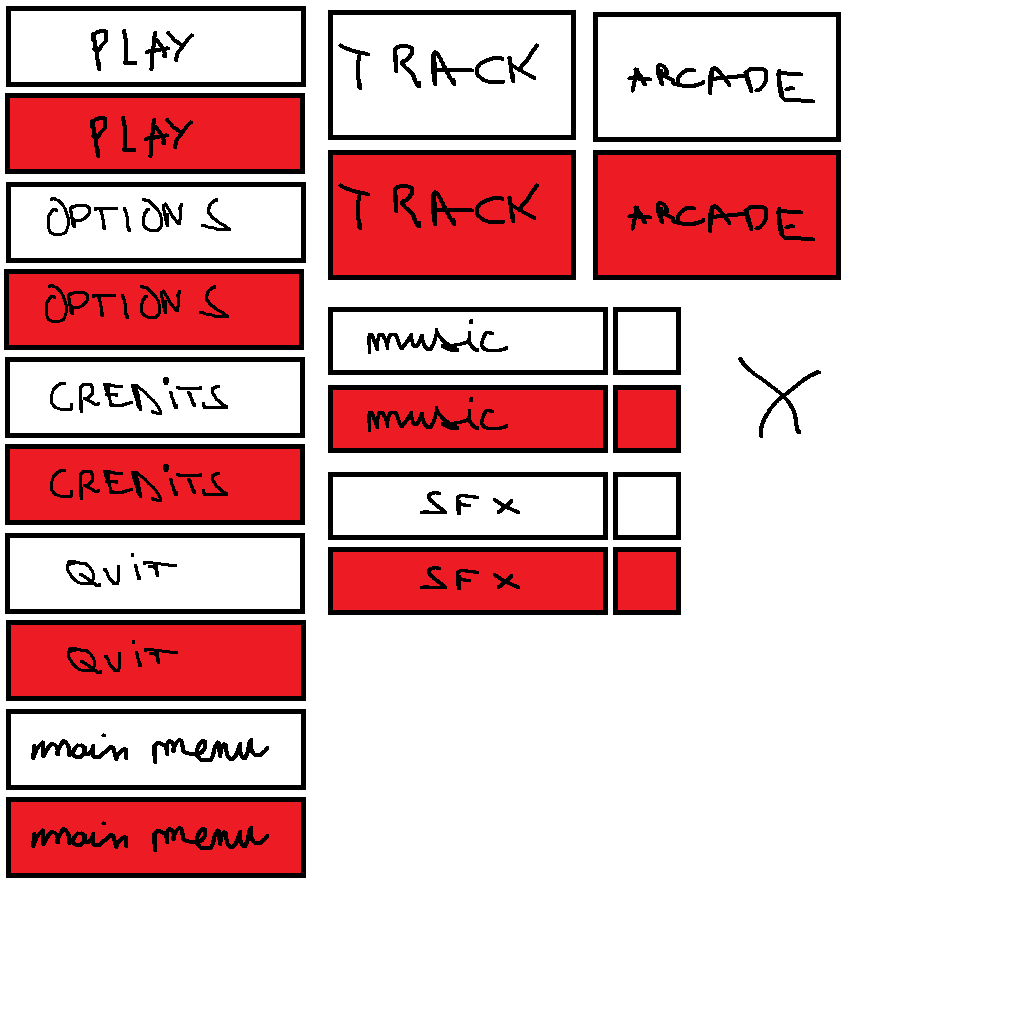 PLAY
PLAY
OPTIONS
OPTIONS
CREDiTS
CREDiTS
QuiT
QuiT
main menu
main menu
TRACK
ARCADE
TRACK
ARCADE
music
music
SFX
SFX
X